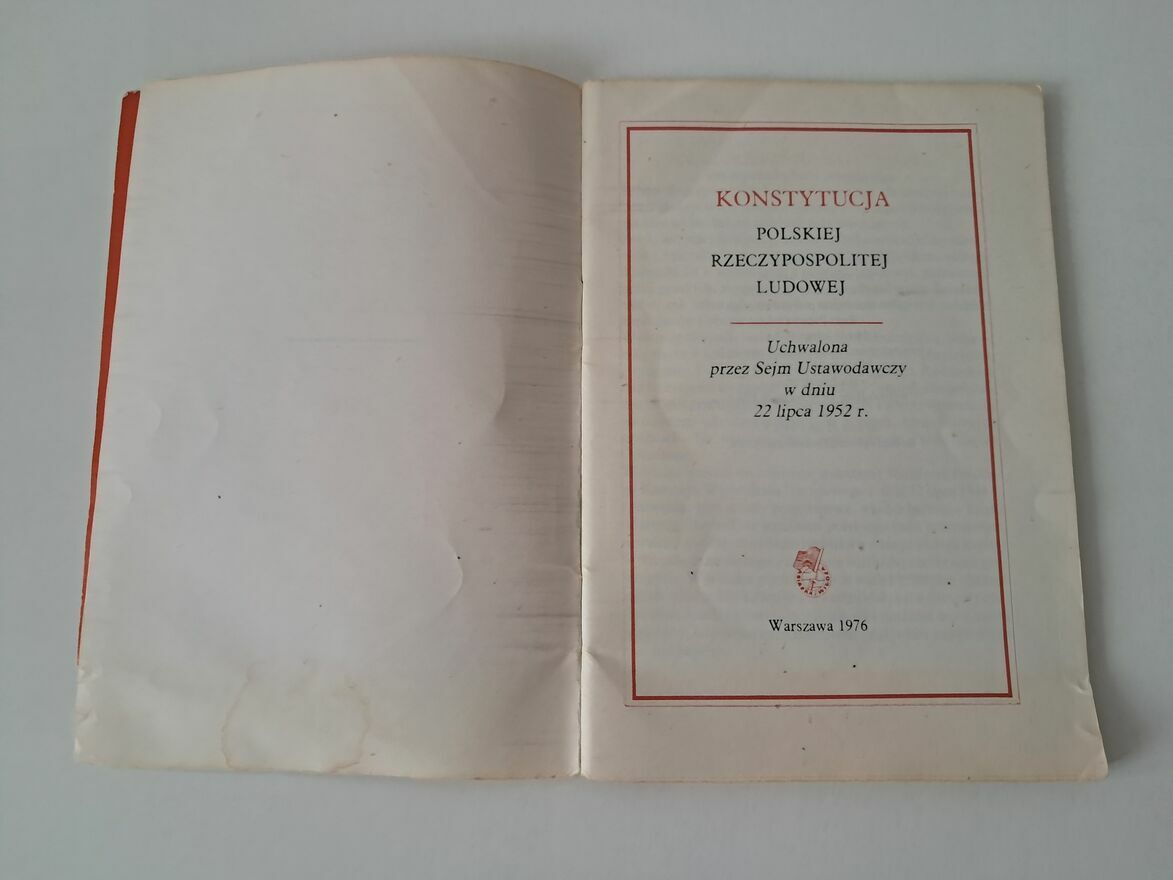 KONSTYTUCJA
POLSKIEJ
RZECZYPOSPOLITEJ
LUDOWEJ
Uchwalona
przez Sejm Ustawodawczy
w dniu
22 lipca 1952 r.
Warszawa 1976